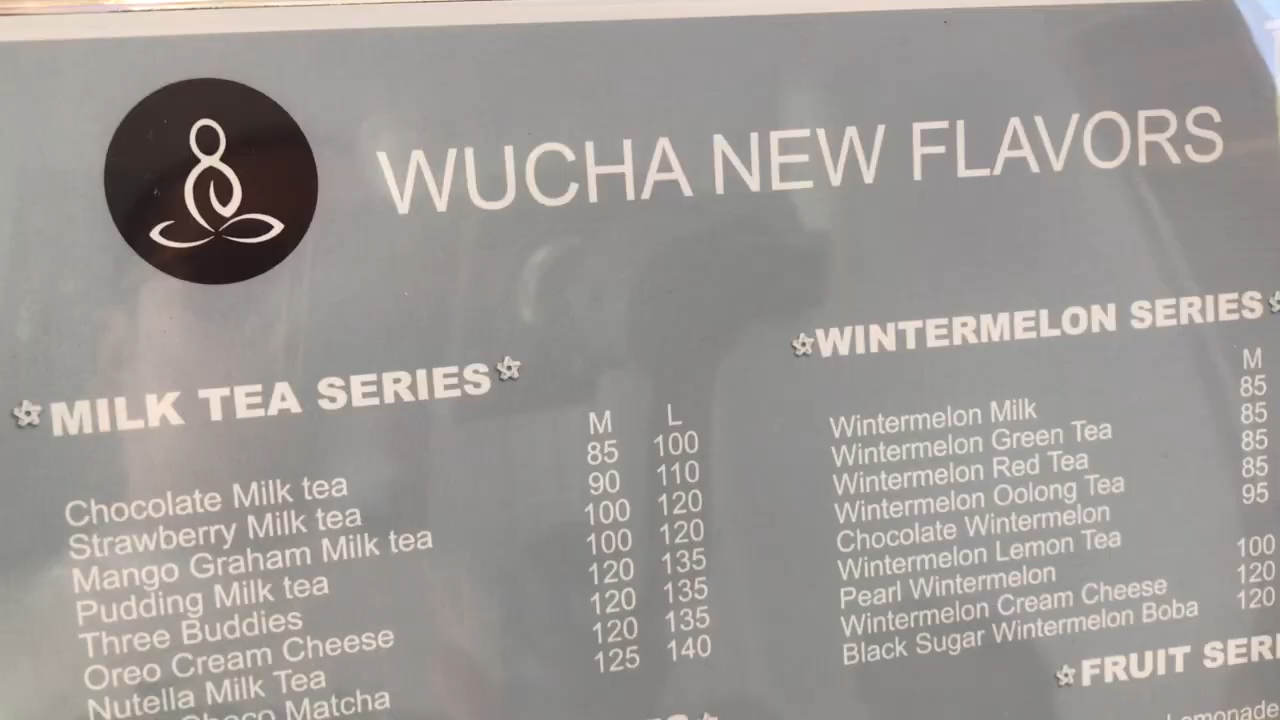 WUCHA NEW FLAVORS
MILK TEA SERIES
M L
85 100
90 110
100 120
100 120
120 135
120 135
120 135
125 140
Chocolate Milk tea
Strawberry Milk tea
Mango Graham Milk tea
Pudding Milk tea
Three Buddies
Oreo Cream Cheese
Nutella Milk Tea
Choco Matcha
WINTERMELON SERIES
M
85
85
85
85
95
100
120
120
Wintermelon Milk
Wintermelon Green Tea
Wintermelon Red Tea
Wintermelon Oolong Tea
Chocolate Wintermelon
Wintermelon Lemon Tea
Pearl Wintermelon
Wintermelon Cream Cheese
Black Sugar Wintermelon Boba
FRUIT SERI
Lemonade